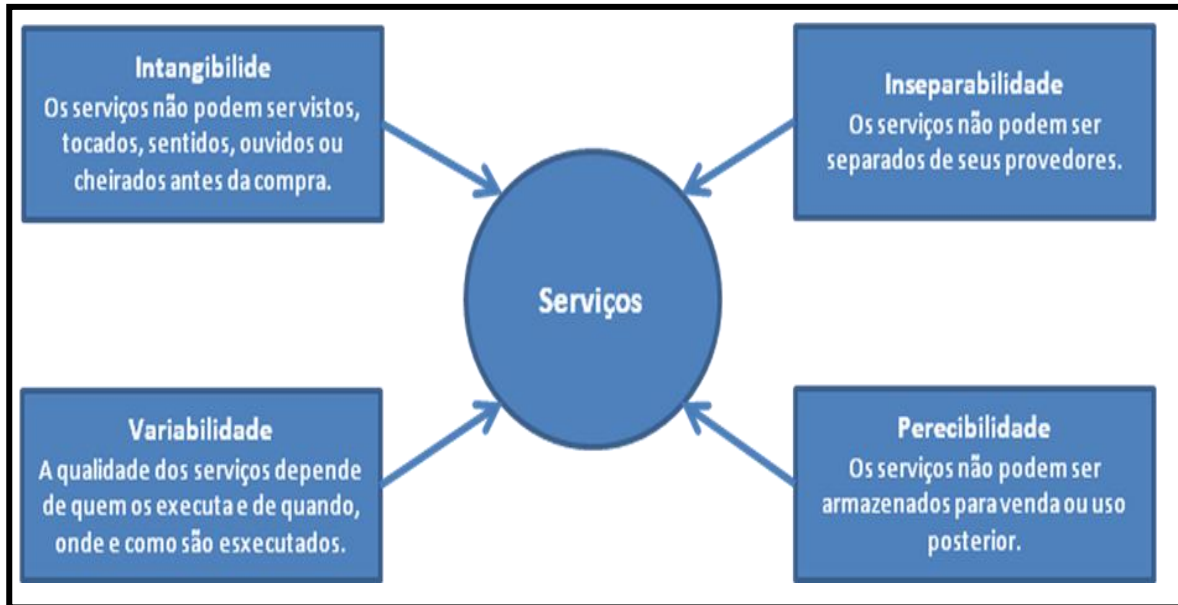 Intangibilide
Os serviços não podem ser vistos,
tocados, sentidos, ouvidos ou
cheirados antes da compra.
Inseparabilidade
Os serviços não podem ser
separados de seus provedores.
Serviços
Variabilidade
A qualidade dos serviços depende
de quem os executa e de quando,
onde e como são esxecutados.
Perecibilidade
Os serviços não podem ser
armazenados para venda ou uso
posterior.